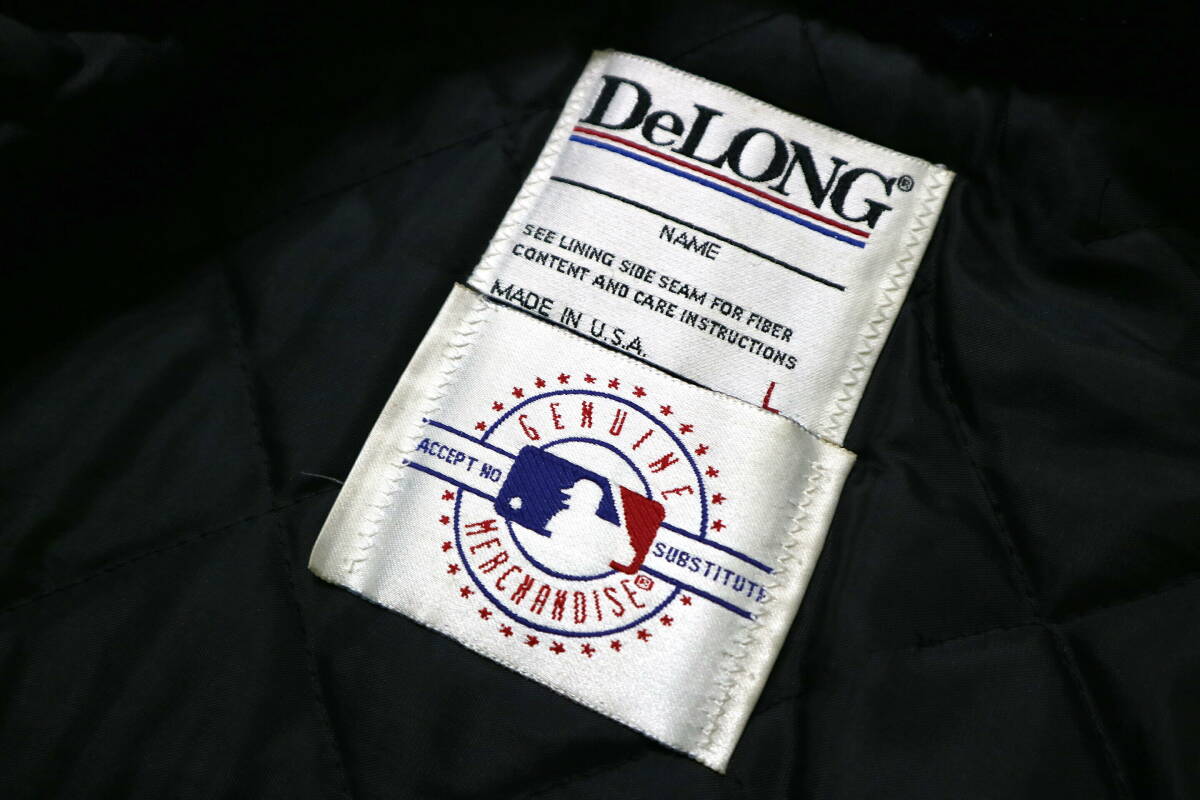 DeLONG®
NAME
SEE LINING SIDE SEAM FOR FIBER
CONTENT AND CARE INSTRUCTIONS
MADE IN U.S.A.
L
GENUINE
ACCEPT NO
SUBSTITUTE
MERCHANDISE®